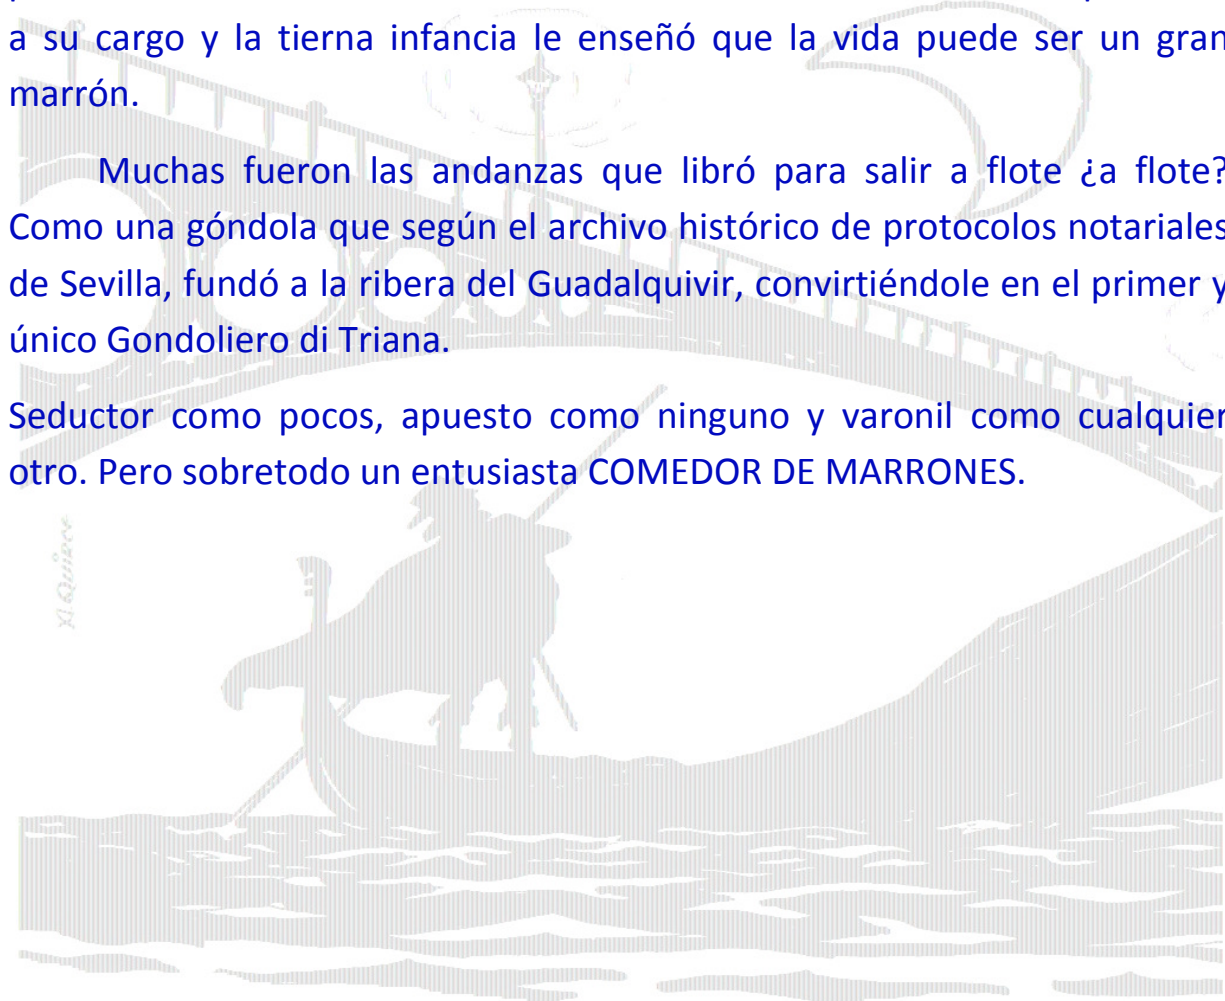 a su cargo y la tierna infancia le enseñó que la vida puede ser un gran
marrón.
Muchas fueron las andanzas que libró para salir a flote ¿a flote?
Como una góndola que según el archivo histórico de protocolos notariales
de Sevilla, fundó a la ribera del Guadalquivir, convirtiéndole en el primer y
único Gondoliero di Triana.
Seductor como pocos, apuesto como ninguno y varonil como cualquier
otro. Pero sobretodo un entusiasta COMEDOR DE MARRONES.